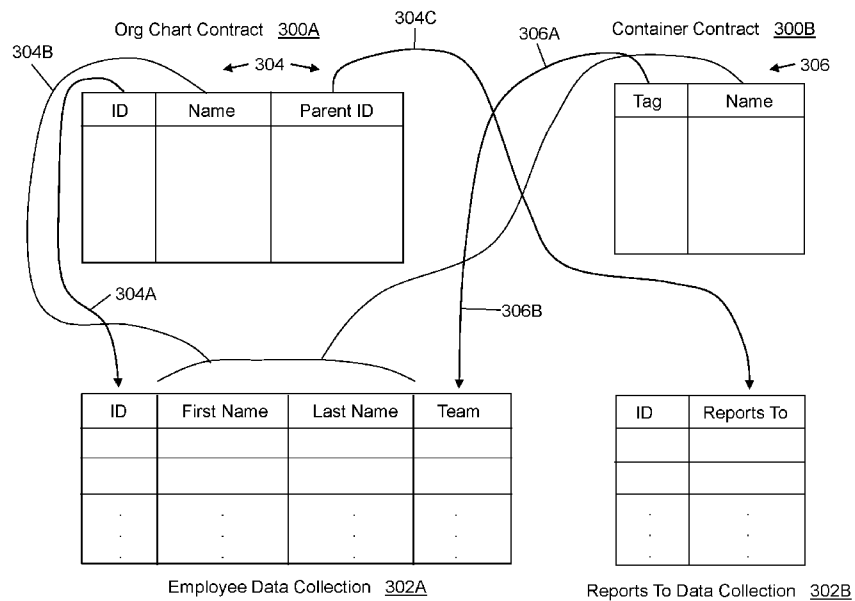 Org Chart Contract 300A
304C
306A
Container Contract 300B
304B
304
306
ID Name Parent ID
Tag Name
304A
306B
ID First Name Last Name Team
ID Reports To
. . . .
. . . .
. . . .
. .
. .
. .
Employee Data Collection 302A
Reports To Data Collection 302B